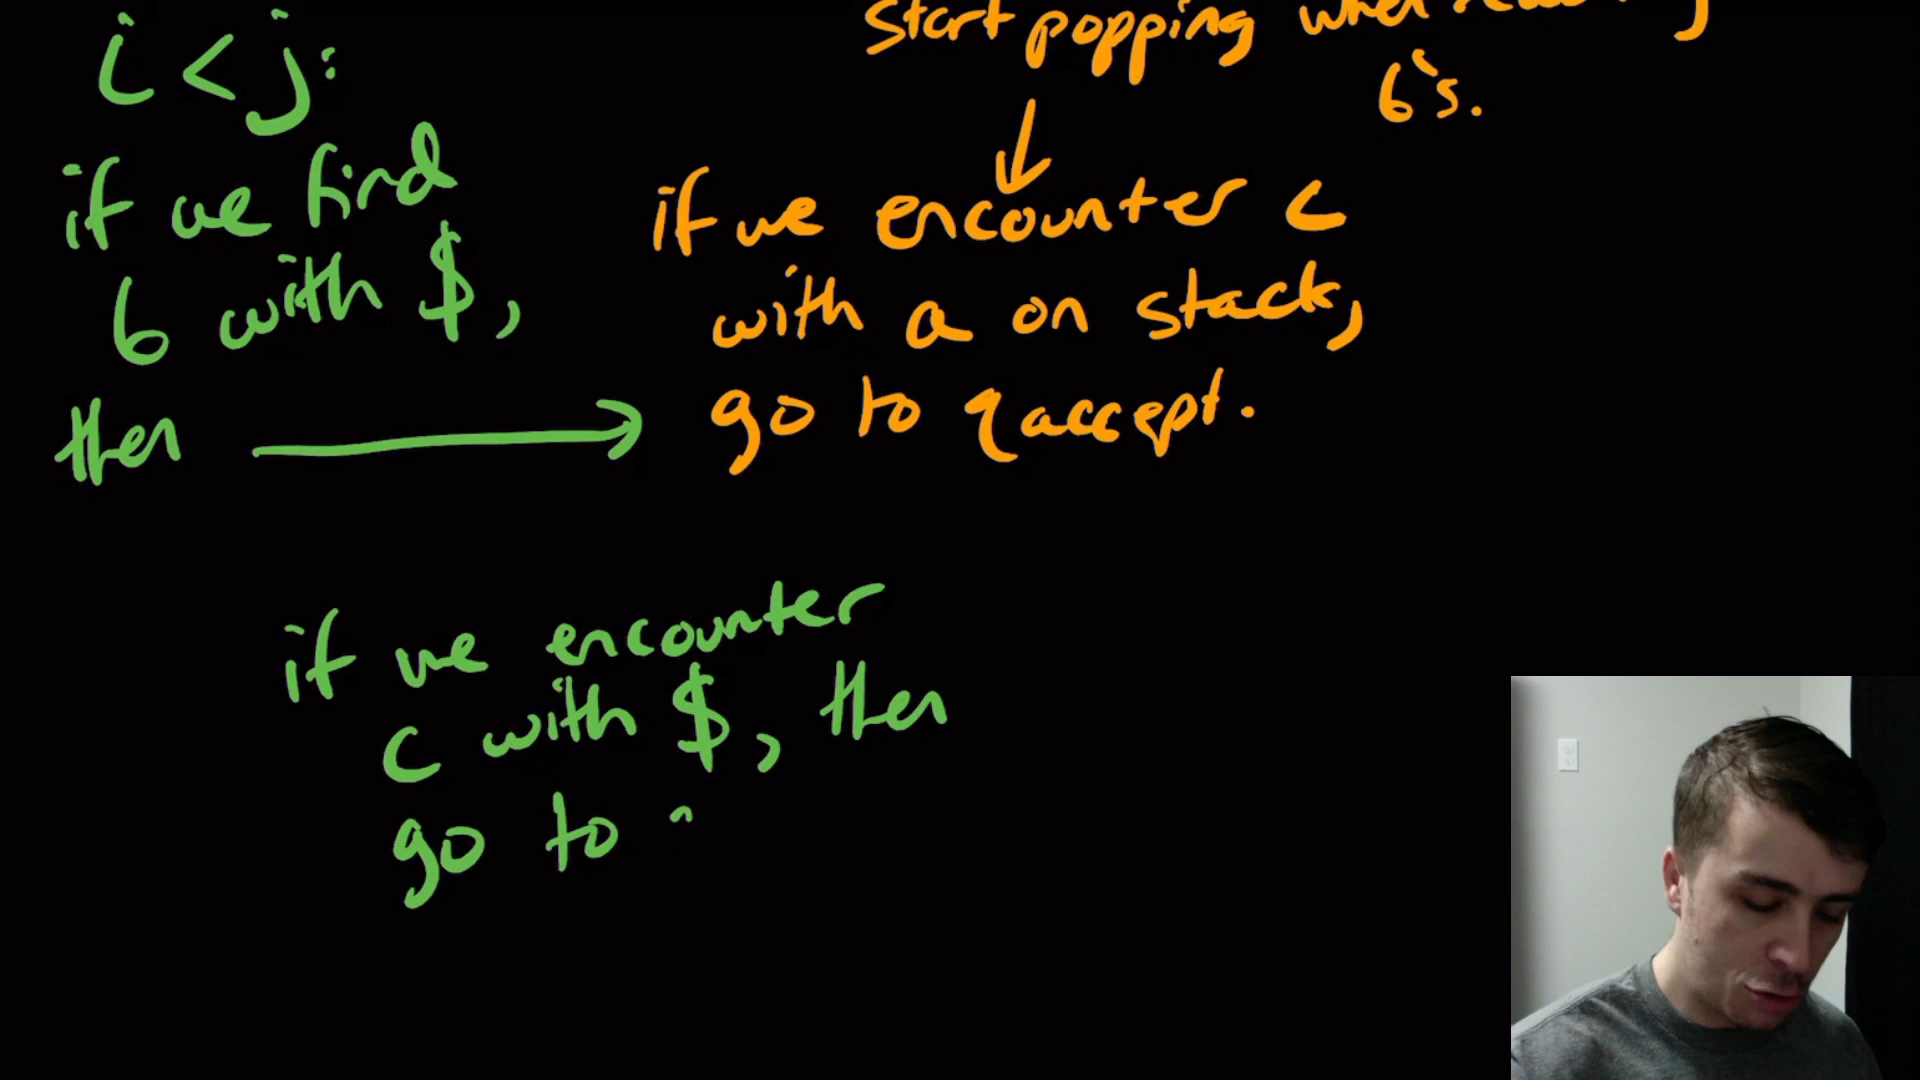 i < j:
if we find
b with $,
then
start popping when
b's.
if we encounter c
with a on stack,
go to qaccept.
if we encounter
c with $, then
go to